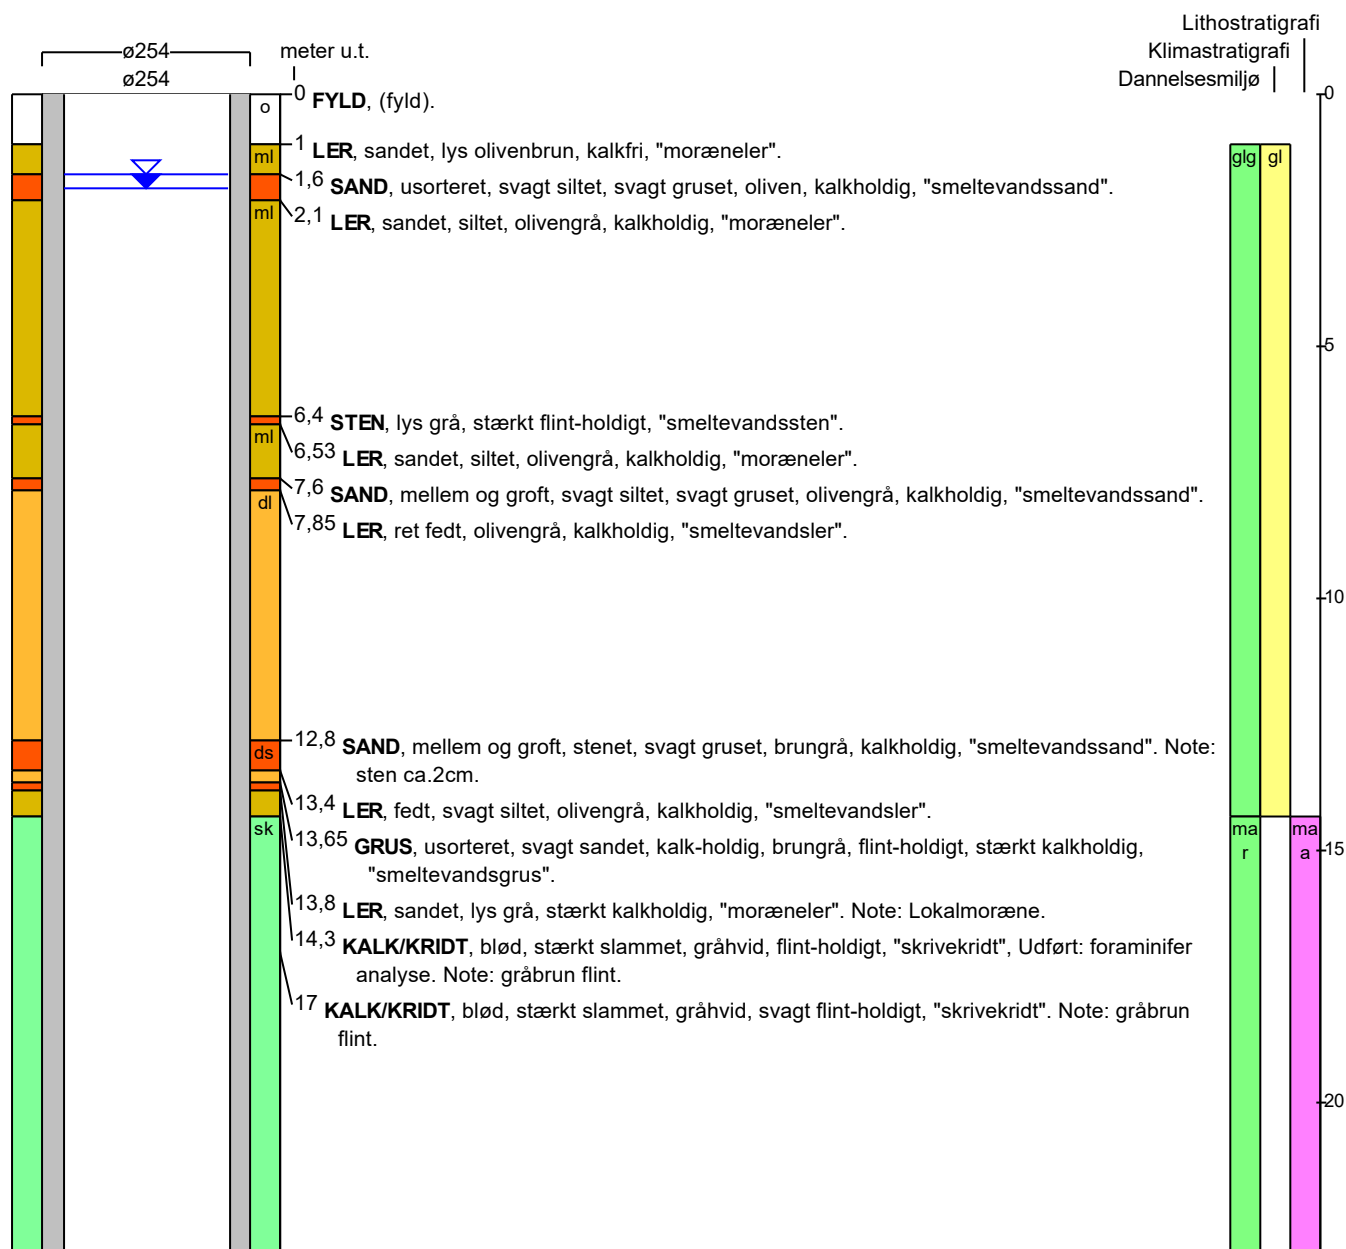 Lithostratigrafi
Klimastratigrafi
Dannelsesmiljø
ø254
meter u.t.
ø254
0 FYLD, (fyld).
o
0
1 LER, sandet, lys olivenbrun, kalkfri, "moræneler".
ml
glg
gl
1,6 SAND, usorteret, svagt siltet, svagt gruset, oliven, kalkholdig, "smeltevandssand".
2,1 LER, sandet, siltet, olivengrå, kalkholdig, "moræneler".
ml
5
6,4 STEN, lys grå, stærkt flint-holdigt, "smeltevandssten".
ml
6,53 LER, sandet, siltet, olivengrå, kalkholdig, "moræneler".
7,6 SAND, mellem og groft, svagt siltet, svagt gruset, olivengrå, kalkholdig, "smeltevandssand".
dl
7,85 LER, ret fedt, olivengrå, kalkholdig, "smeltevandsler".
10
12,8 SAND, mellem og groft, stenet, svagt gruset, brungrå, kalkholdig, "smeltevandssand". Note:
ds
sten ca.2cm.
13,4 LER, fedt, svagt siltet, olivengrå, kalkholdig, "smeltevandsler".
sk
ma
ma
13,65 GRUS, usorteret, svagt sandet, kalk-holdig, brungrå, flint-holdigt, stærkt kalkholdig,
r
a
15
"smeltevandsgrus".
13,8 LER, sandet, lys grå, stærkt kalkholdig, "moræneler". Note: Lokalmoræne.
14,3 KALK/KRIDT, blød, stærkt slammet, gråhvid, flint-holdigt, "skrivekridt", Udført: foraminifer
analyse. Note: gråbrun flint.
17 KALK/KRIDT, blød, stærkt slammet, gråhvid, svagt flint-holdigt, "skrivekridt". Note: gråbrun
flint.
20